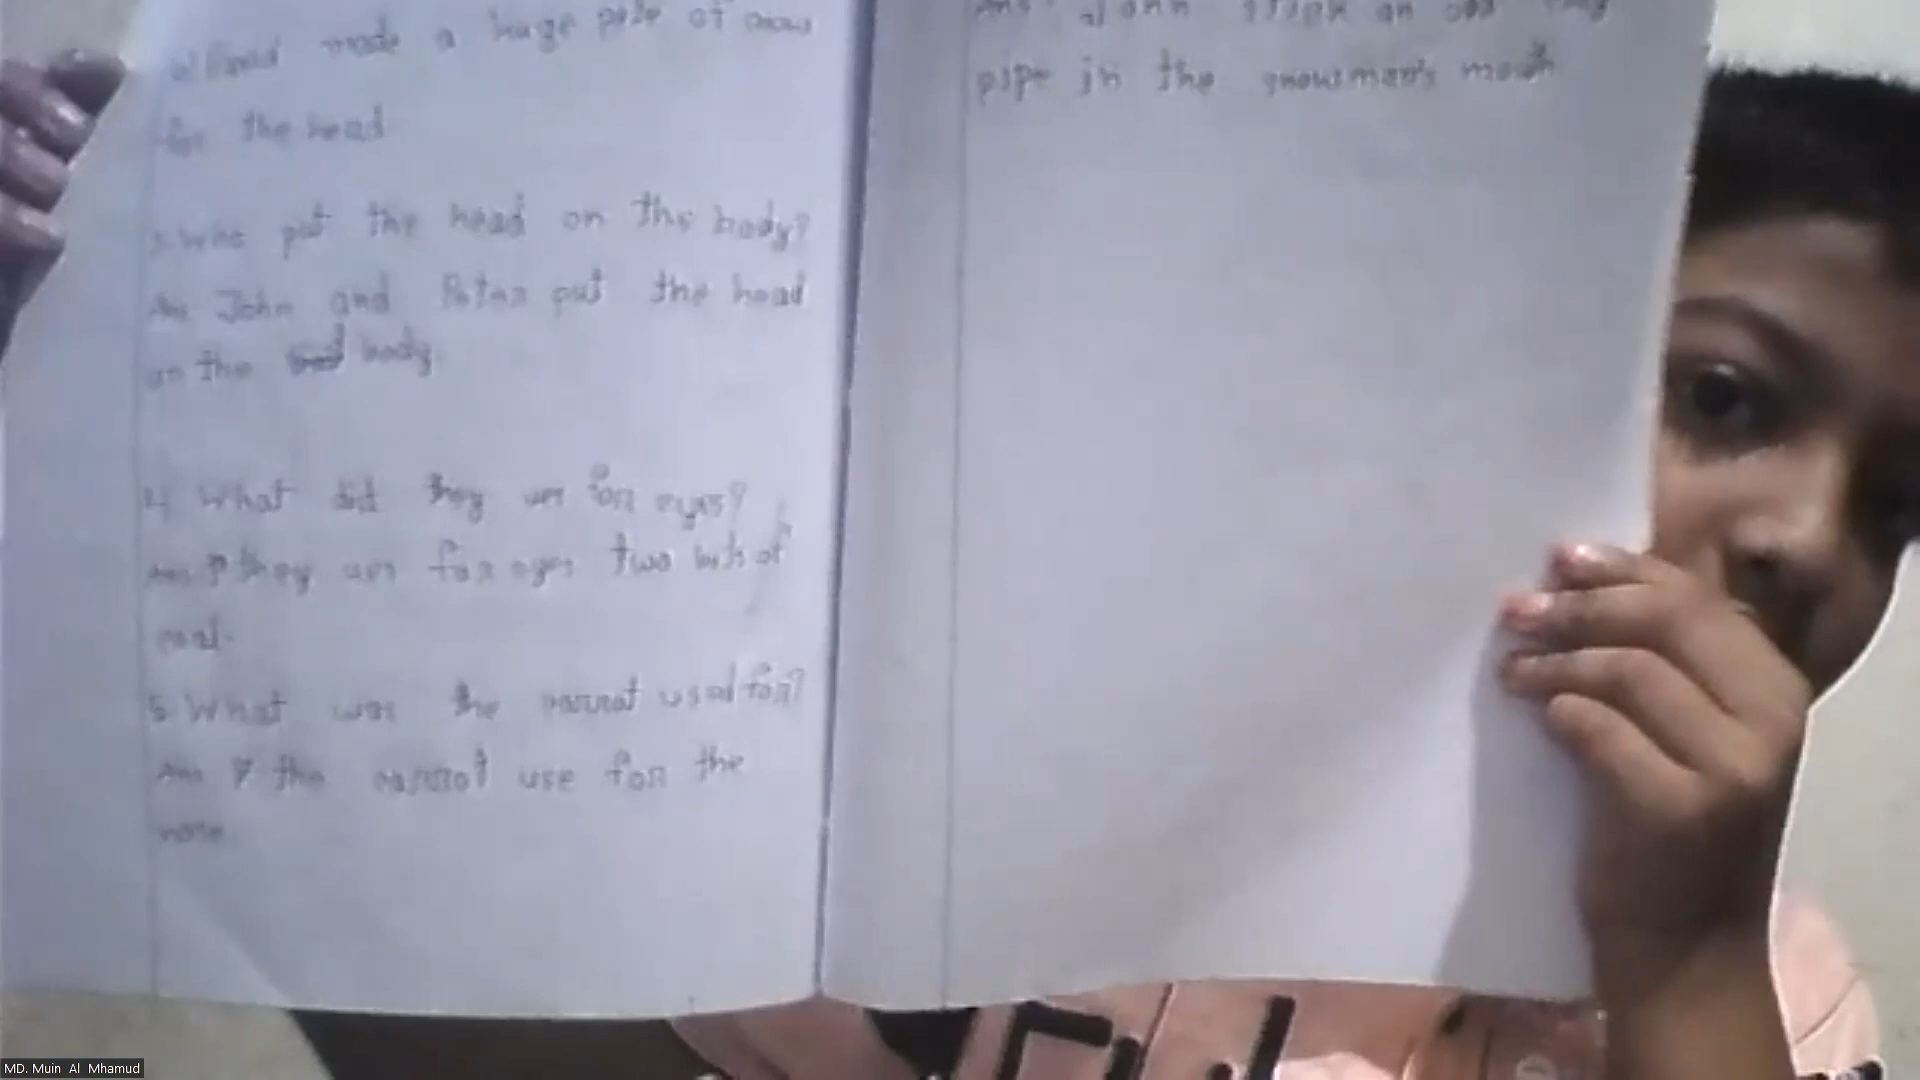 made a huge pile of snow
for the head
3. Who put the head on the body?
Ans John and Peter put the head
on the body.
4. What did they use for eyes?
Ans they use for eyes two bits of
coal.
5. What was the carrot used for?
Ans the carrot use for the
nose
Ans John an old
pipe in the snowman's mouth
MD. Muin Al Mhamud